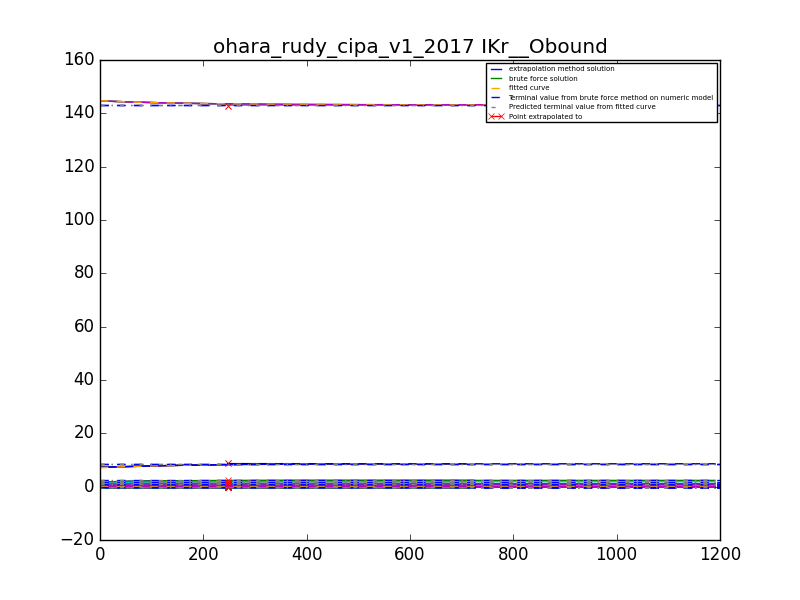 ohara_rudy_cipa_v1_2017 IKr__Obound
160
140
120
100
80
60
40
20
0
−20
0 200 400 600 800 1000 1200
extrapolation method solution
brute force solution
fitted curve
Terminal value from brute force method on numeric model
Predicted terminal value from fitted curve
Point extrapolated to